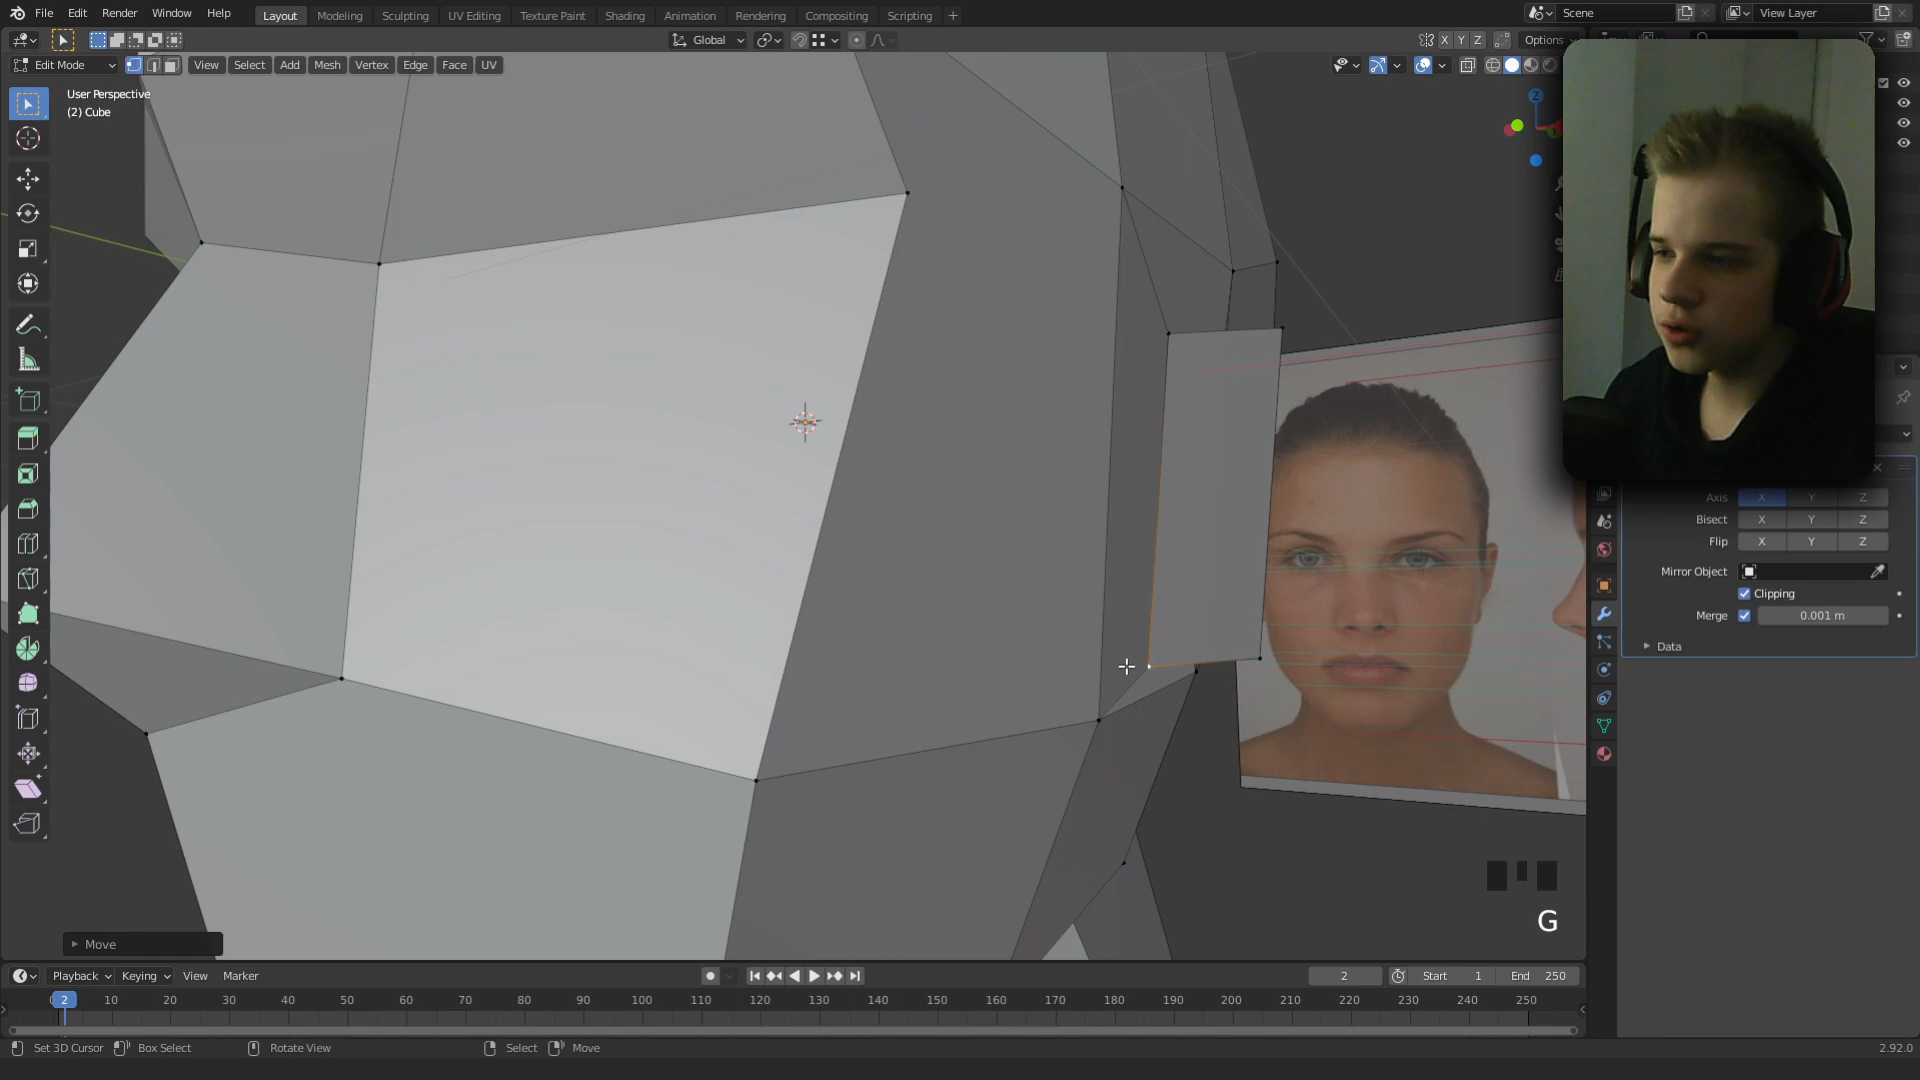 File Edit Render Window Help Layout Modeling Sculpting UV Editing Texture Paint Shading Animation Rendering Compositing Scripting + Scene View Layer
Global X Y Z Options
Edit Mode View Select Add Mesh Vertex Edge Face UV
User Perspective
(2) Cube
Axis X Y Z
Bisect X Y Z
Flip X Y Z
Mirror Object
Clipping
Merge 0.001 m
Data
G
Move
Playback Keying View Marker 2 Start 1 End 250
2 10 20 30 40 50 60 70 80 90 100 110 120 130 140 150 160 170 180 190 200 210 220 230 240 250
Set 3D Cursor Box Select Rotate View Select Move 2.92.0